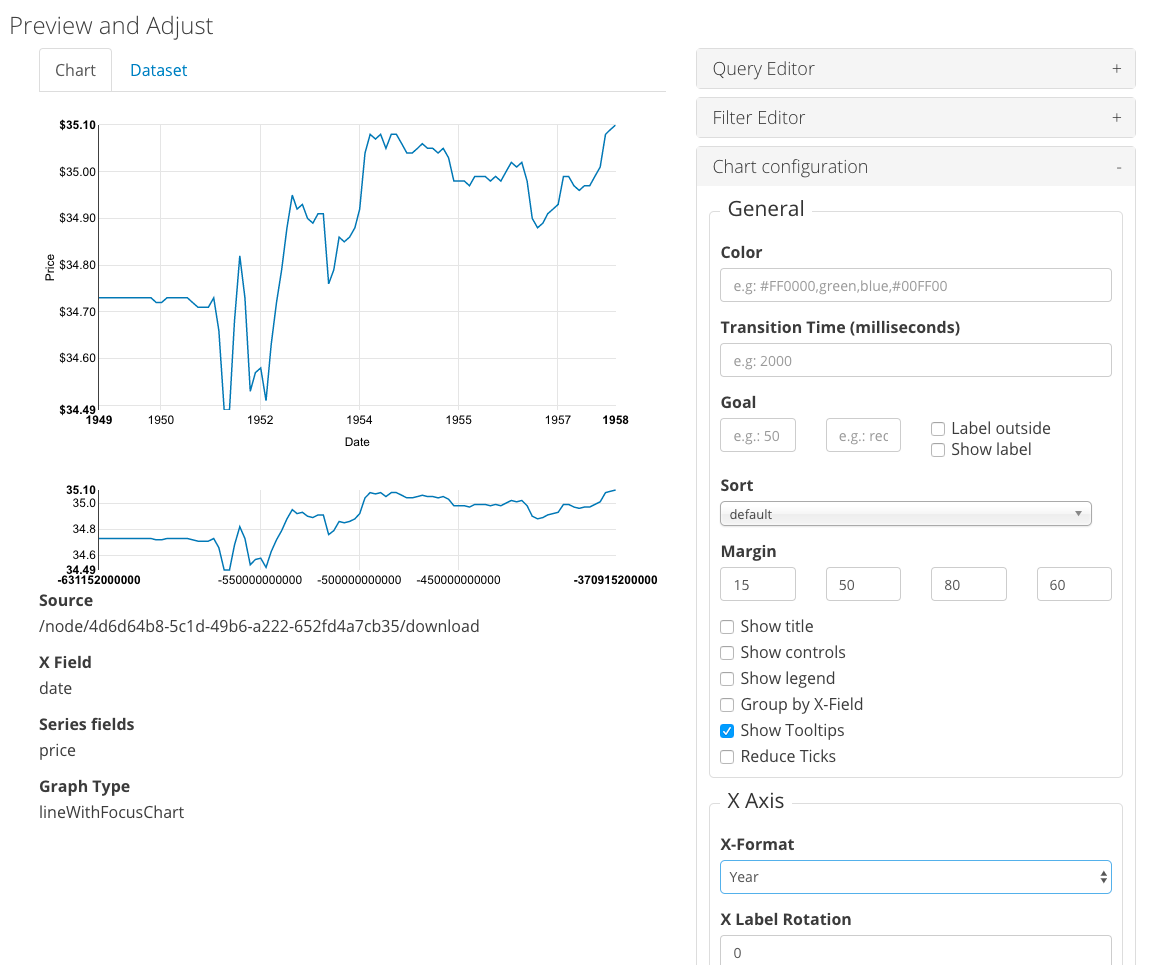 Preview and Adjust
Chart
Dataset
$35.10
$35.00
$34.90
$34.80
$34.70
$34.60
$34.49
Price
1949
1950
1952
1954
1955
1957
1958
Date
35.10
35.0
34.8
34.6
34.49
-631152000000
-550000000000
-500000000000
-450000000000
-370915200000
Source
/node/4d6d64b8-5c1d-49b6-a222-652fd4a7cb35/download
X Field
date
Series fields
price
Graph Type
lineWithFocusChart
Query Editor +
Filter Editor +
Chart configuration -
General
Color
e.g: #FF0000,green,blue,#00FF00
Transition Time (milliseconds)
e.g: 2000
Goal
e.g.: 50
e.g.: rec
Label outside
Show label
Sort
default
Margin
15
50
80
60
Show title
Show controls
Show legend
Group by X-Field
Show Tooltips
Reduce Ticks
X Axis
X-Format
Year
X Label Rotation
0